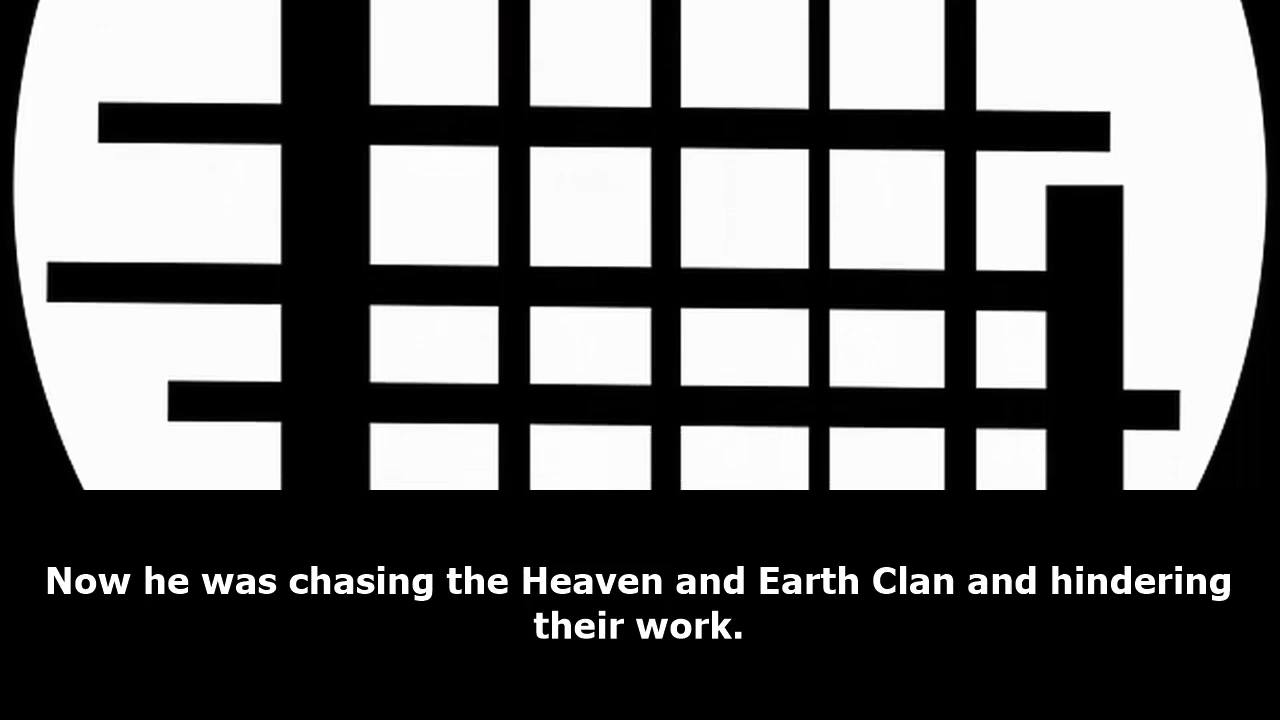 Now he was chasing the Heaven and Earth Clan and hindering
their work.